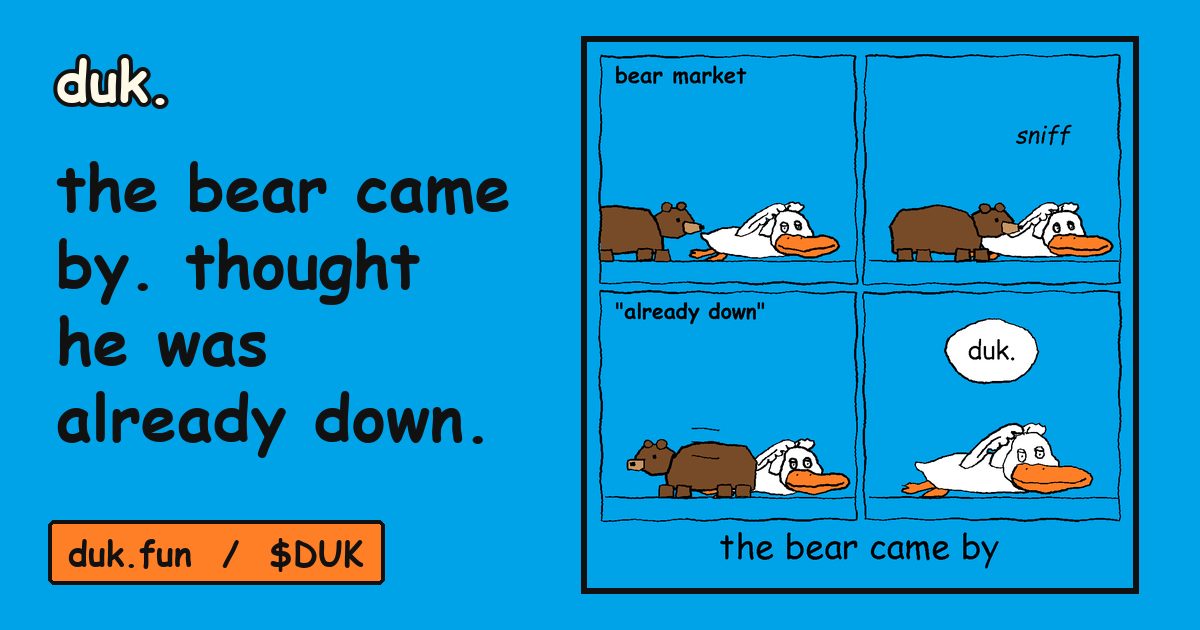 duk.
the bear came
by. thought
he was
already down.
duk.fun / $DUK
bear market
sniff
"already down"
duk.
the bear came by